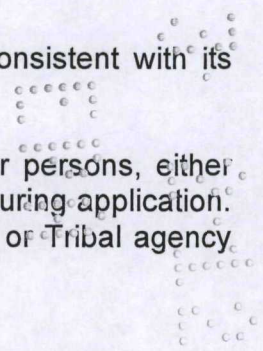 onsistent with its
r persons, either
uring application.
or Tribal agency